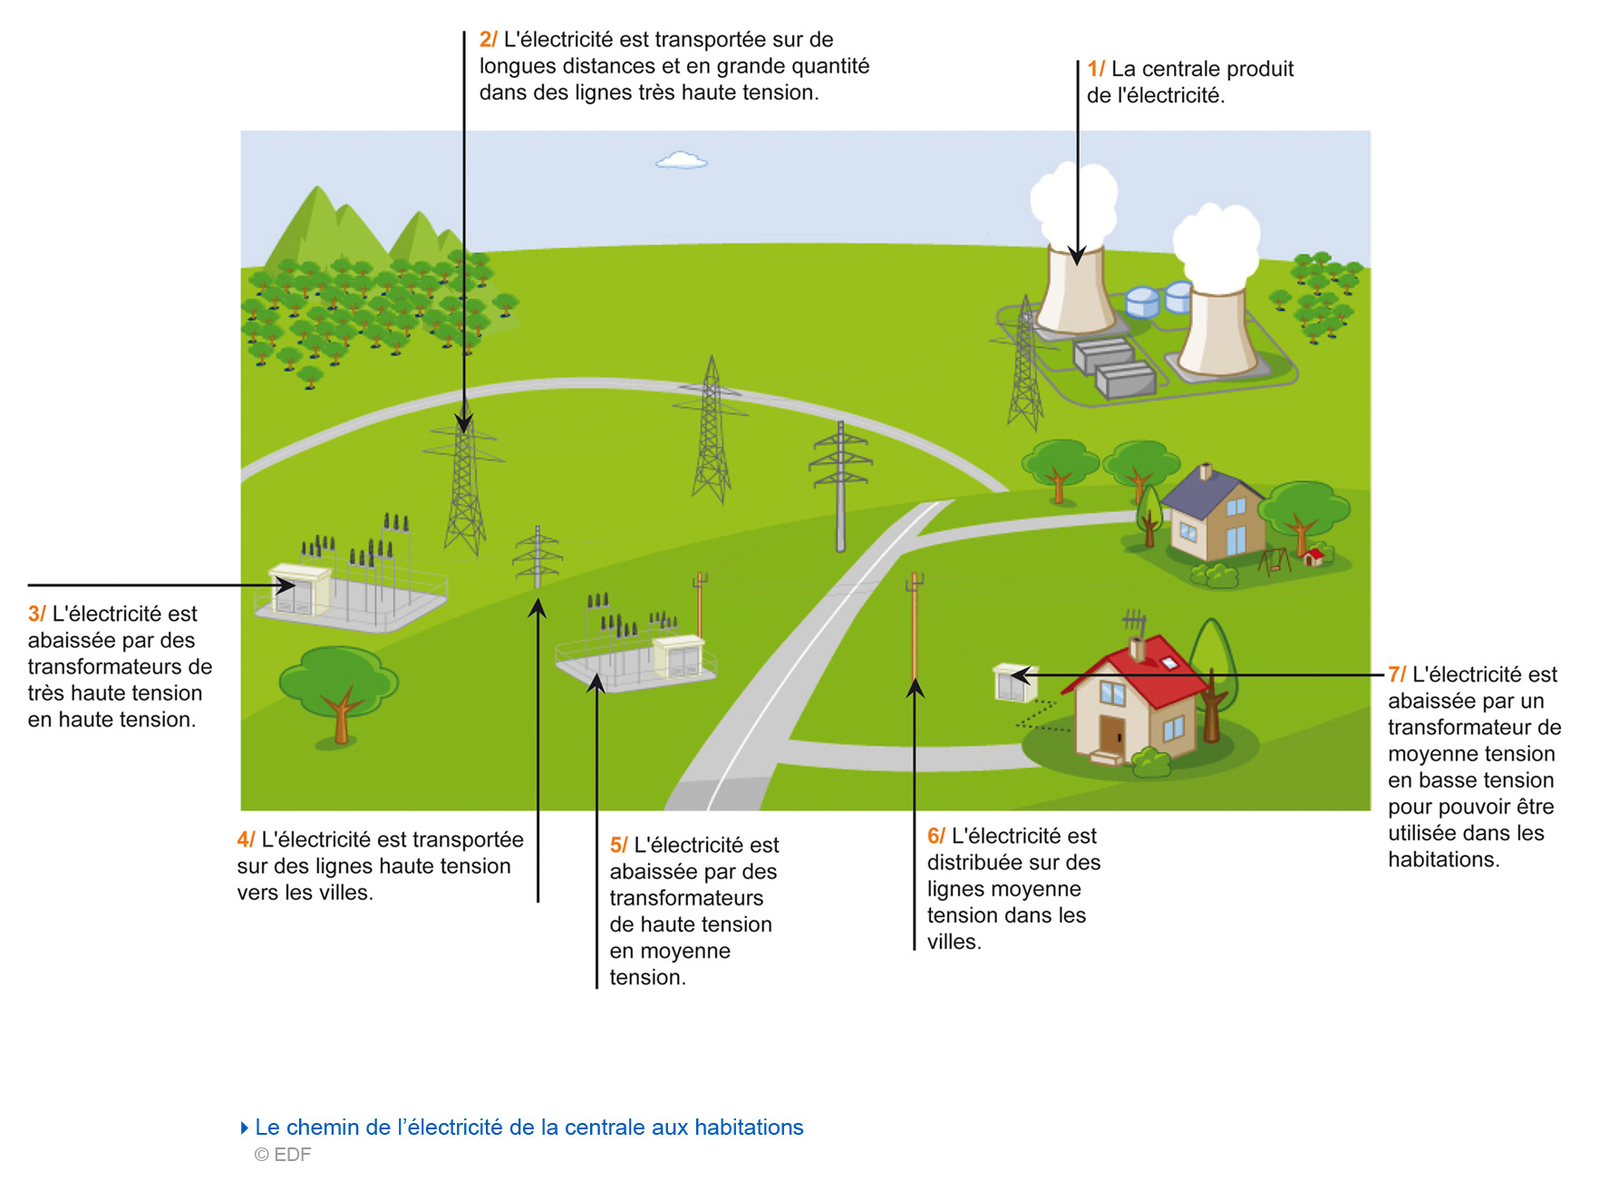 1/ La centrale produit
de l'électricité.
2/ L'électricité est transportée sur de
longues distances et en grande quantité
dans des lignes très haute tension.
3/ L'électricité est
abaissée par des
transformateurs de
très haute tension
en haute tension.
4/ L'électricité est transportée
sur des lignes haute tension
vers les villes.
5/ L'électricité est
abaissée par des
transformateurs
de haute tension
en moyenne
tension.
6/ L'électricité est
distribuée sur des
lignes moyenne
tension dans les
villes.
7/ L'électricité est
abaissée par un
transformateur de
moyenne tension
en basse tension
pour pouvoir être
utilisée dans les
habitations.
Le chemin de l’électricité de la centrale aux habitations
© EDF